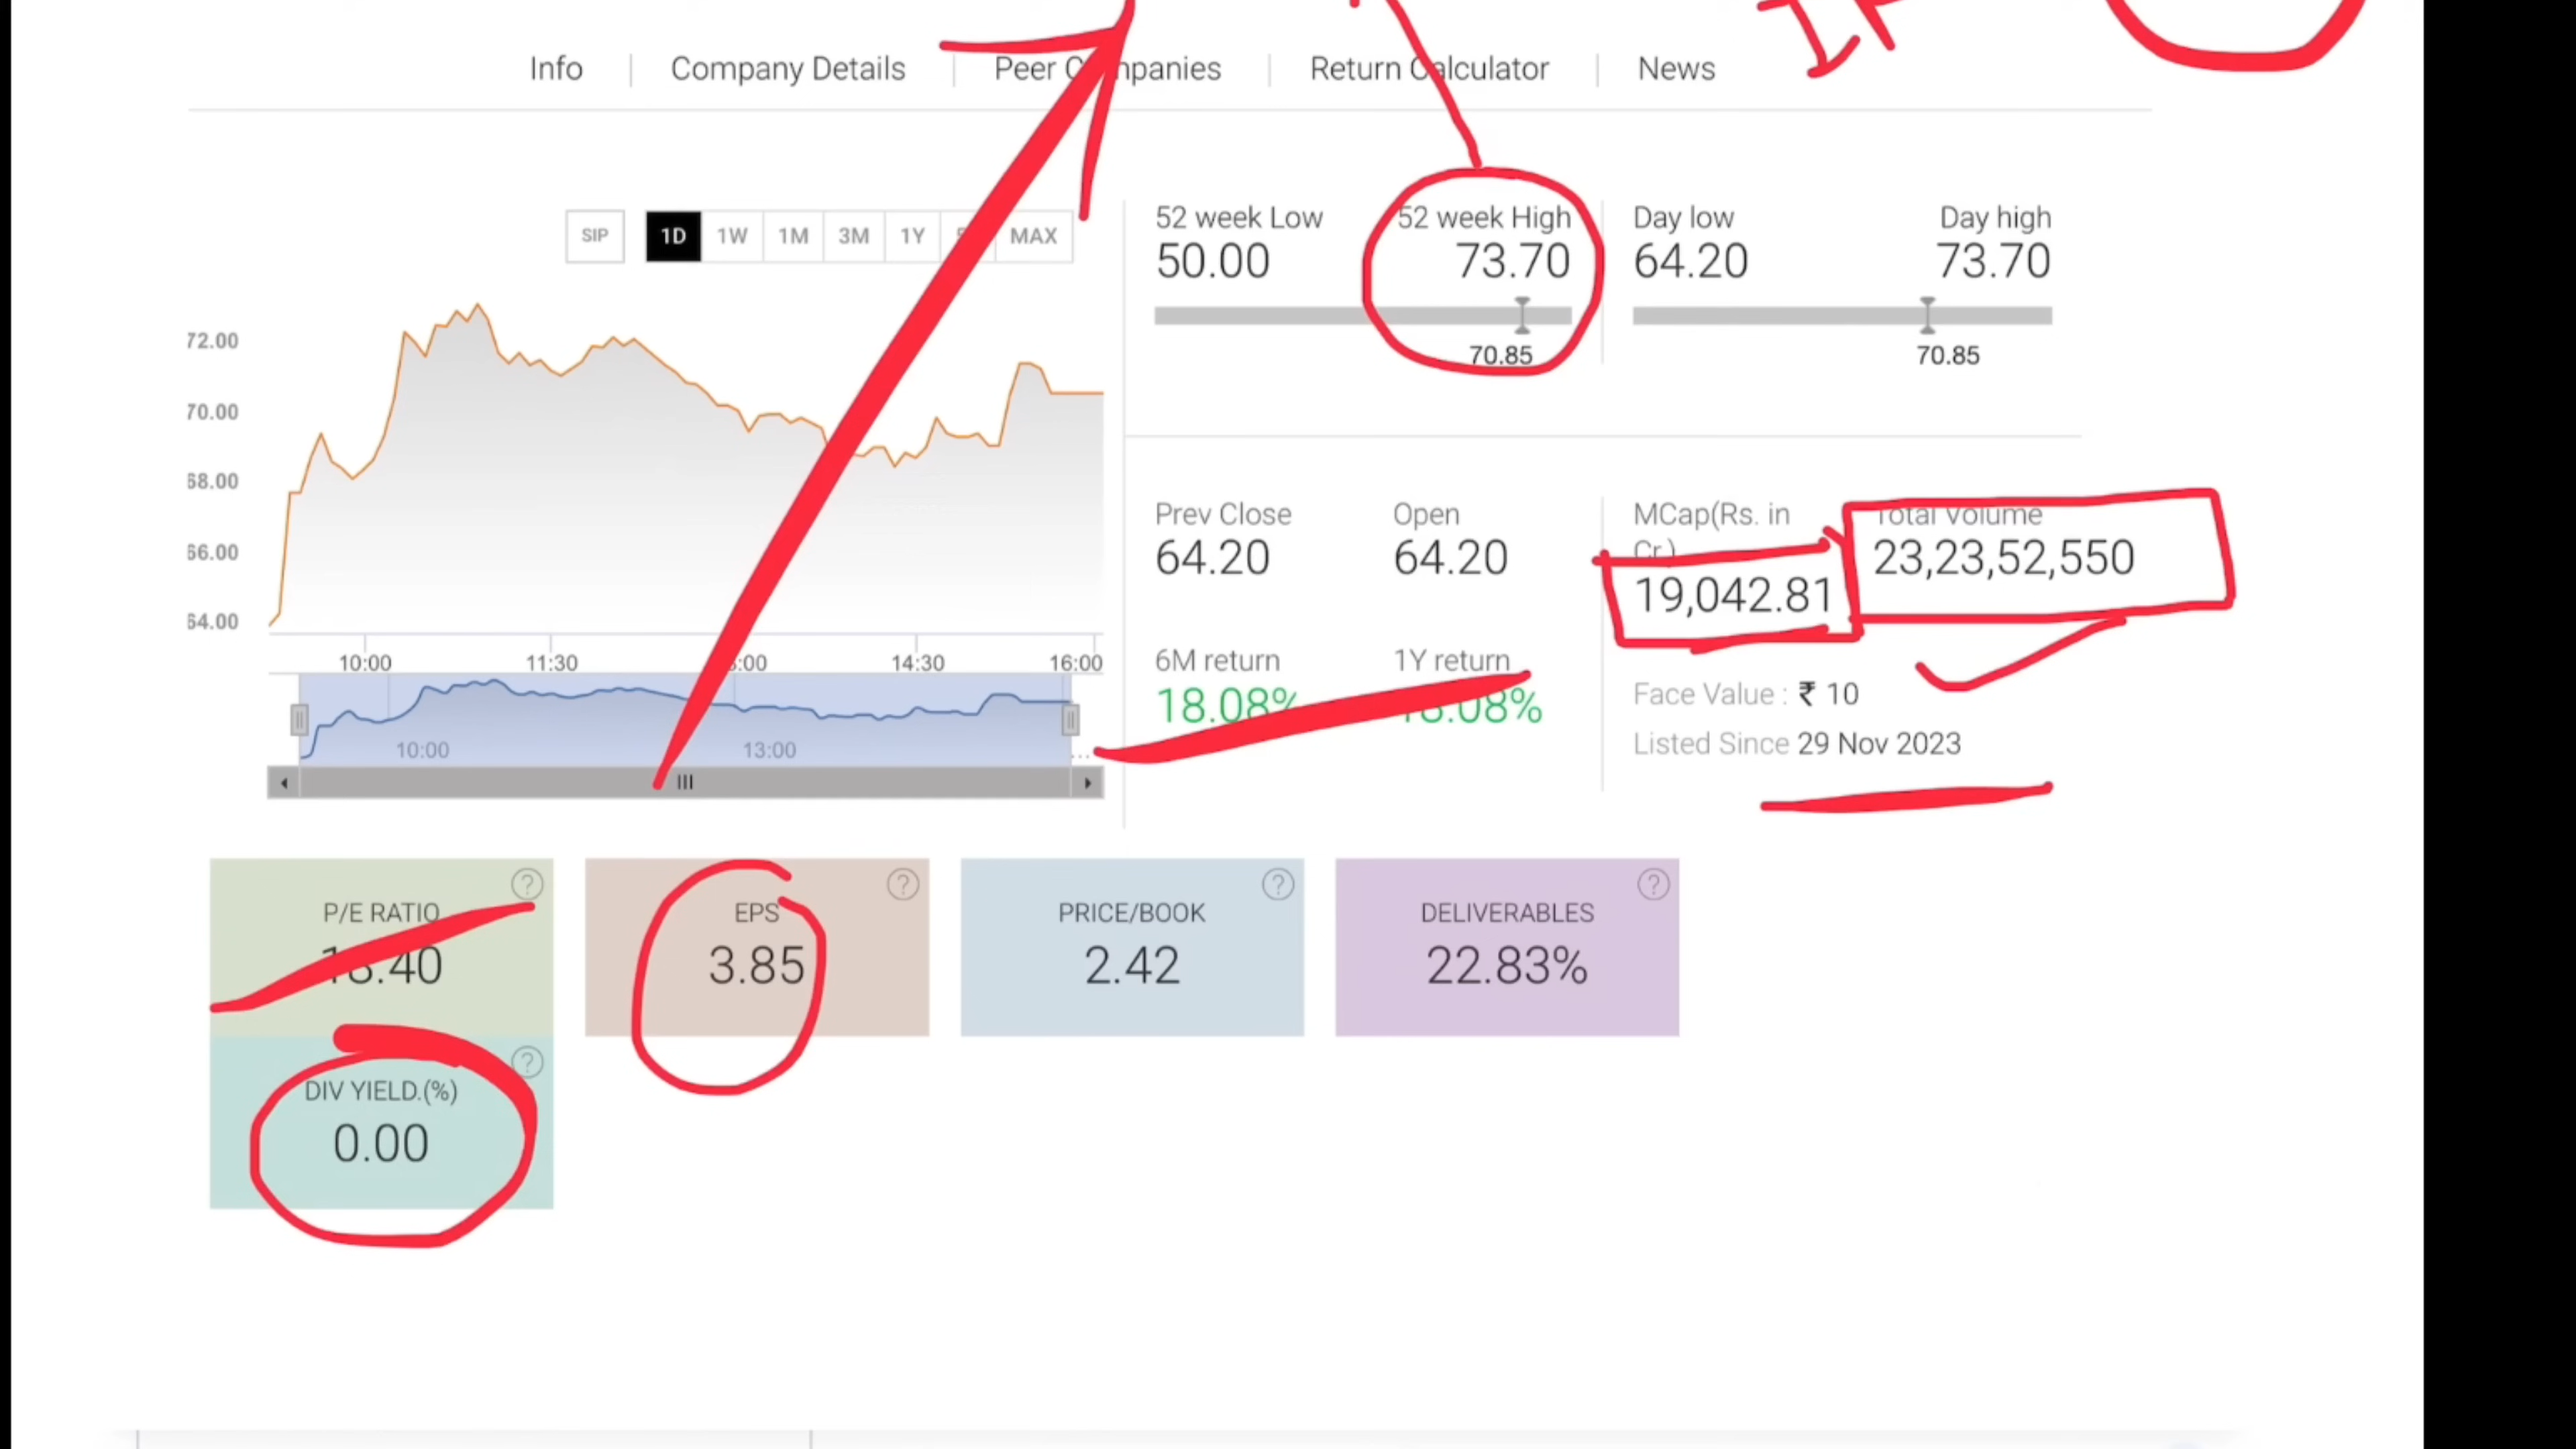 Info | Company Details | Peer Companies | Return Calculator | News
SIP 1D 1W 1M 3M 1Y MAX
52 week Low 52 week High Day low Day high
50.00 73.70 64.20 73.70
70.85 70.85
72.00
70.00
68.00
66.00
64.00
10:00 11:30 14:30 16:00
10:00 13:00
Prev Close Open
64.20 64.20
MCap(Rs. in Cr.)
19,042.81
Total Volume
23,23,52,550
6M return 1Y return
18.08% 18.08%
Face Value : ₹ 10
Listed Since 29 Nov 2023
P/E RATIO
18.40
EPS
3.85
PRICE/BOOK
2.42
DELIVERABLES
22.83%
DIV YIELD.(%)
0.00